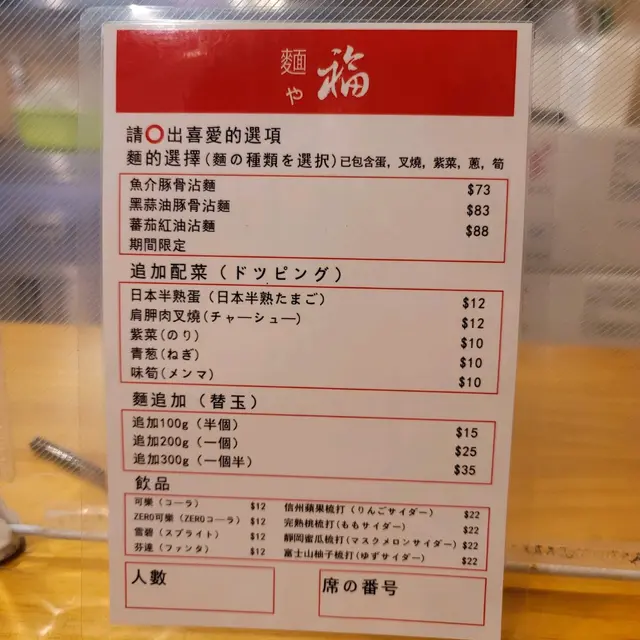 麵や 福
請⭕出喜愛的選項
麵的選擇(麵の種類を選択)已包含蛋, 叉燒, 紫菜, 蔥, 筍
魚介豚骨沾麵 $73
黑蒜油豚骨沾麵 $83
蕃茄紅油沾麵 $88
期間限定
追加配菜(ドツピング)
日本半熟蛋(日本半熟たまご) $12
肩胛肉叉燒(チャーシュー) $12
紫菜(のり) $10
青葱(ねぎ) $10
味筍(メンマ) $10
麵追加(替玉)
追加100g(半個) $15
追加200g(一個) $25
追加300g(一個半) $35
飲品
可樂(コーラ) $12 信州蘋果梳打(りんごサイダー) $22
ZERO可樂(ZEROコーラ) $12 完熟桃梳打(ももサイダー) $22
雪碧(スプライト) $12 靜岡蜜瓜梳打(マスクメロンサイダー) $22
芬達(ファンタ) $12 富士山柚子梳打(ゆずサイダー) $22
人數 席の番号